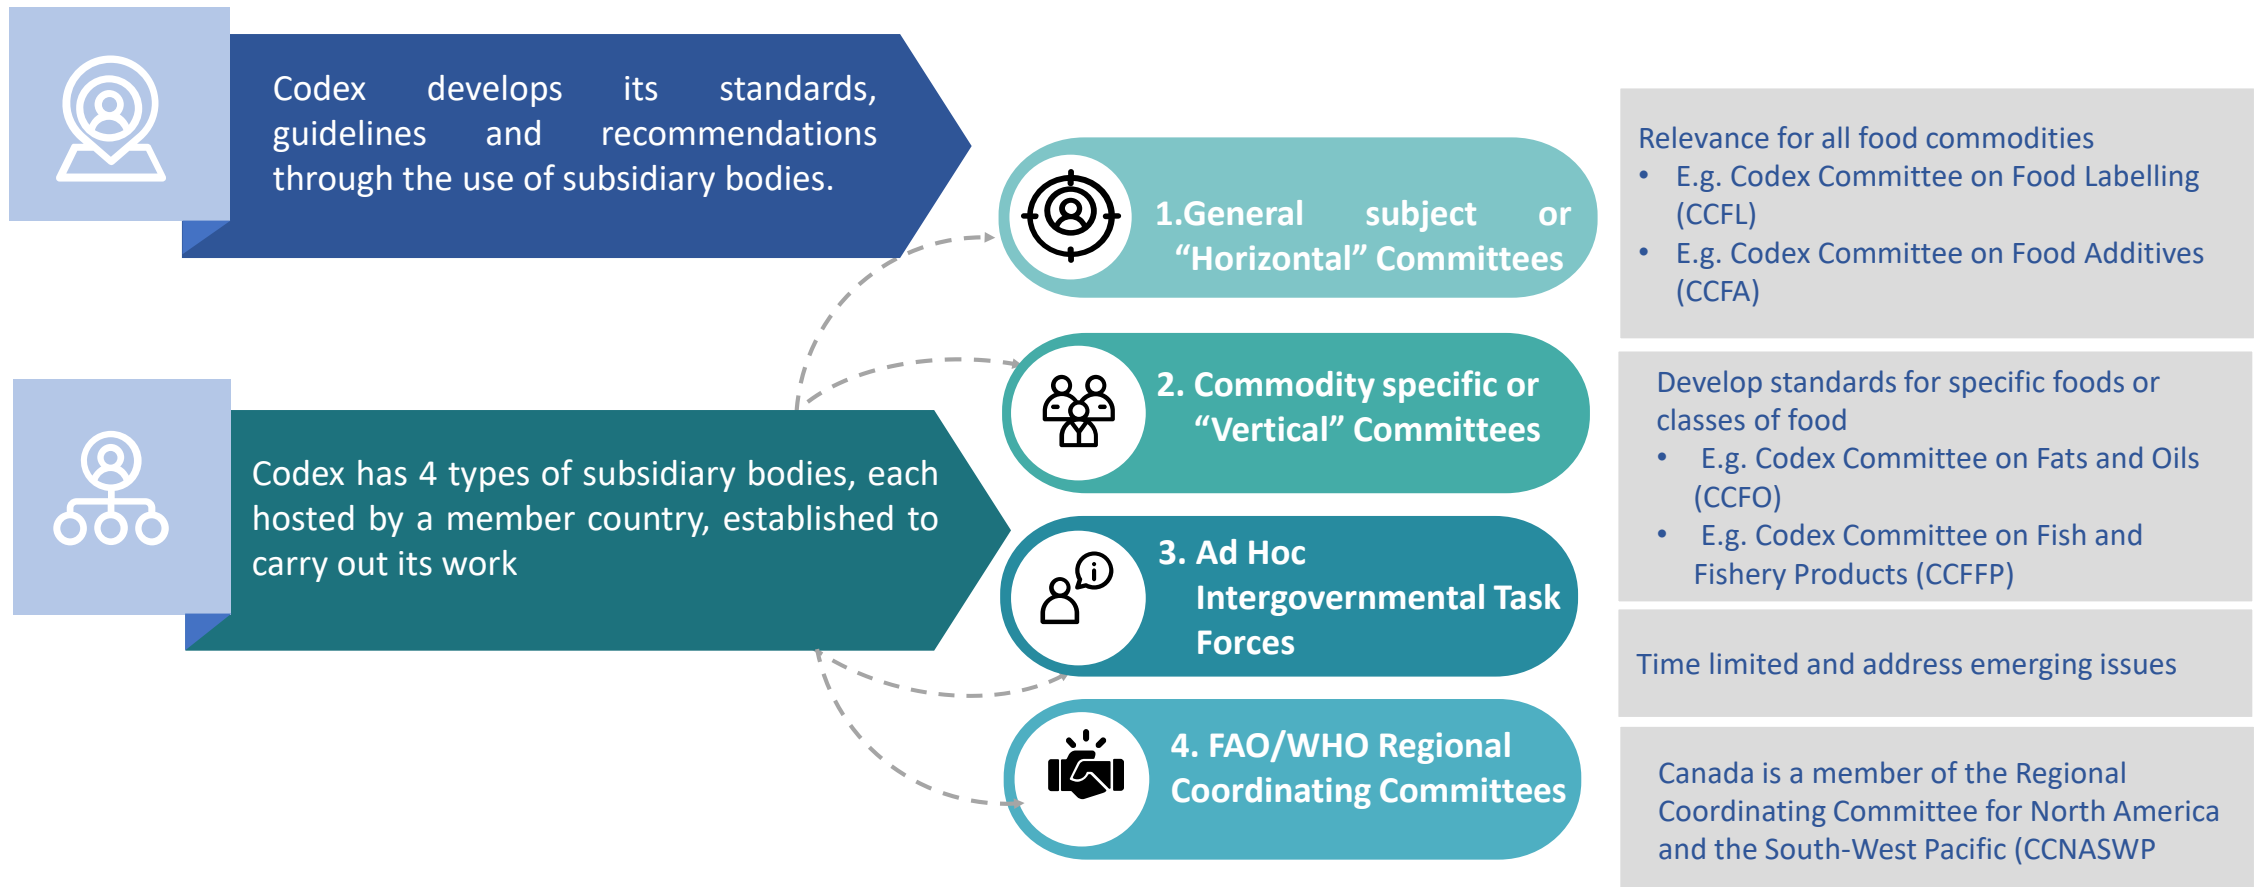 Codex develops its standards,
guidelines and recommendations
through the use of subsidiary bodies.
Codex has 4 types of subsidiary bodies, each
hosted by a member country, established to
carry out its work
1.General subject or
“Horizontal” Committees
Relevance for all food commodities
• E.g. Codex Committee on Food Labelling
(CCFL)
• E.g. Codex Committee on Food Additives
(CCFA)
2. Commodity specific or
“Vertical” Committees
Develop standards for specific foods or
classes of food
• E.g. Codex Committee on Fats and Oils
(CCFO)
• E.g. Codex Committee on Fish and
Fishery Products (CCFFP)
3. Ad Hoc
Intergovernmental Task
Forces
Time limited and address emerging issues
4. FAO/WHO Regional
Coordinating Committees
Canada is a member of the Regional
Coordinating Committee for North America
and the South-West Pacific (CCNASWP